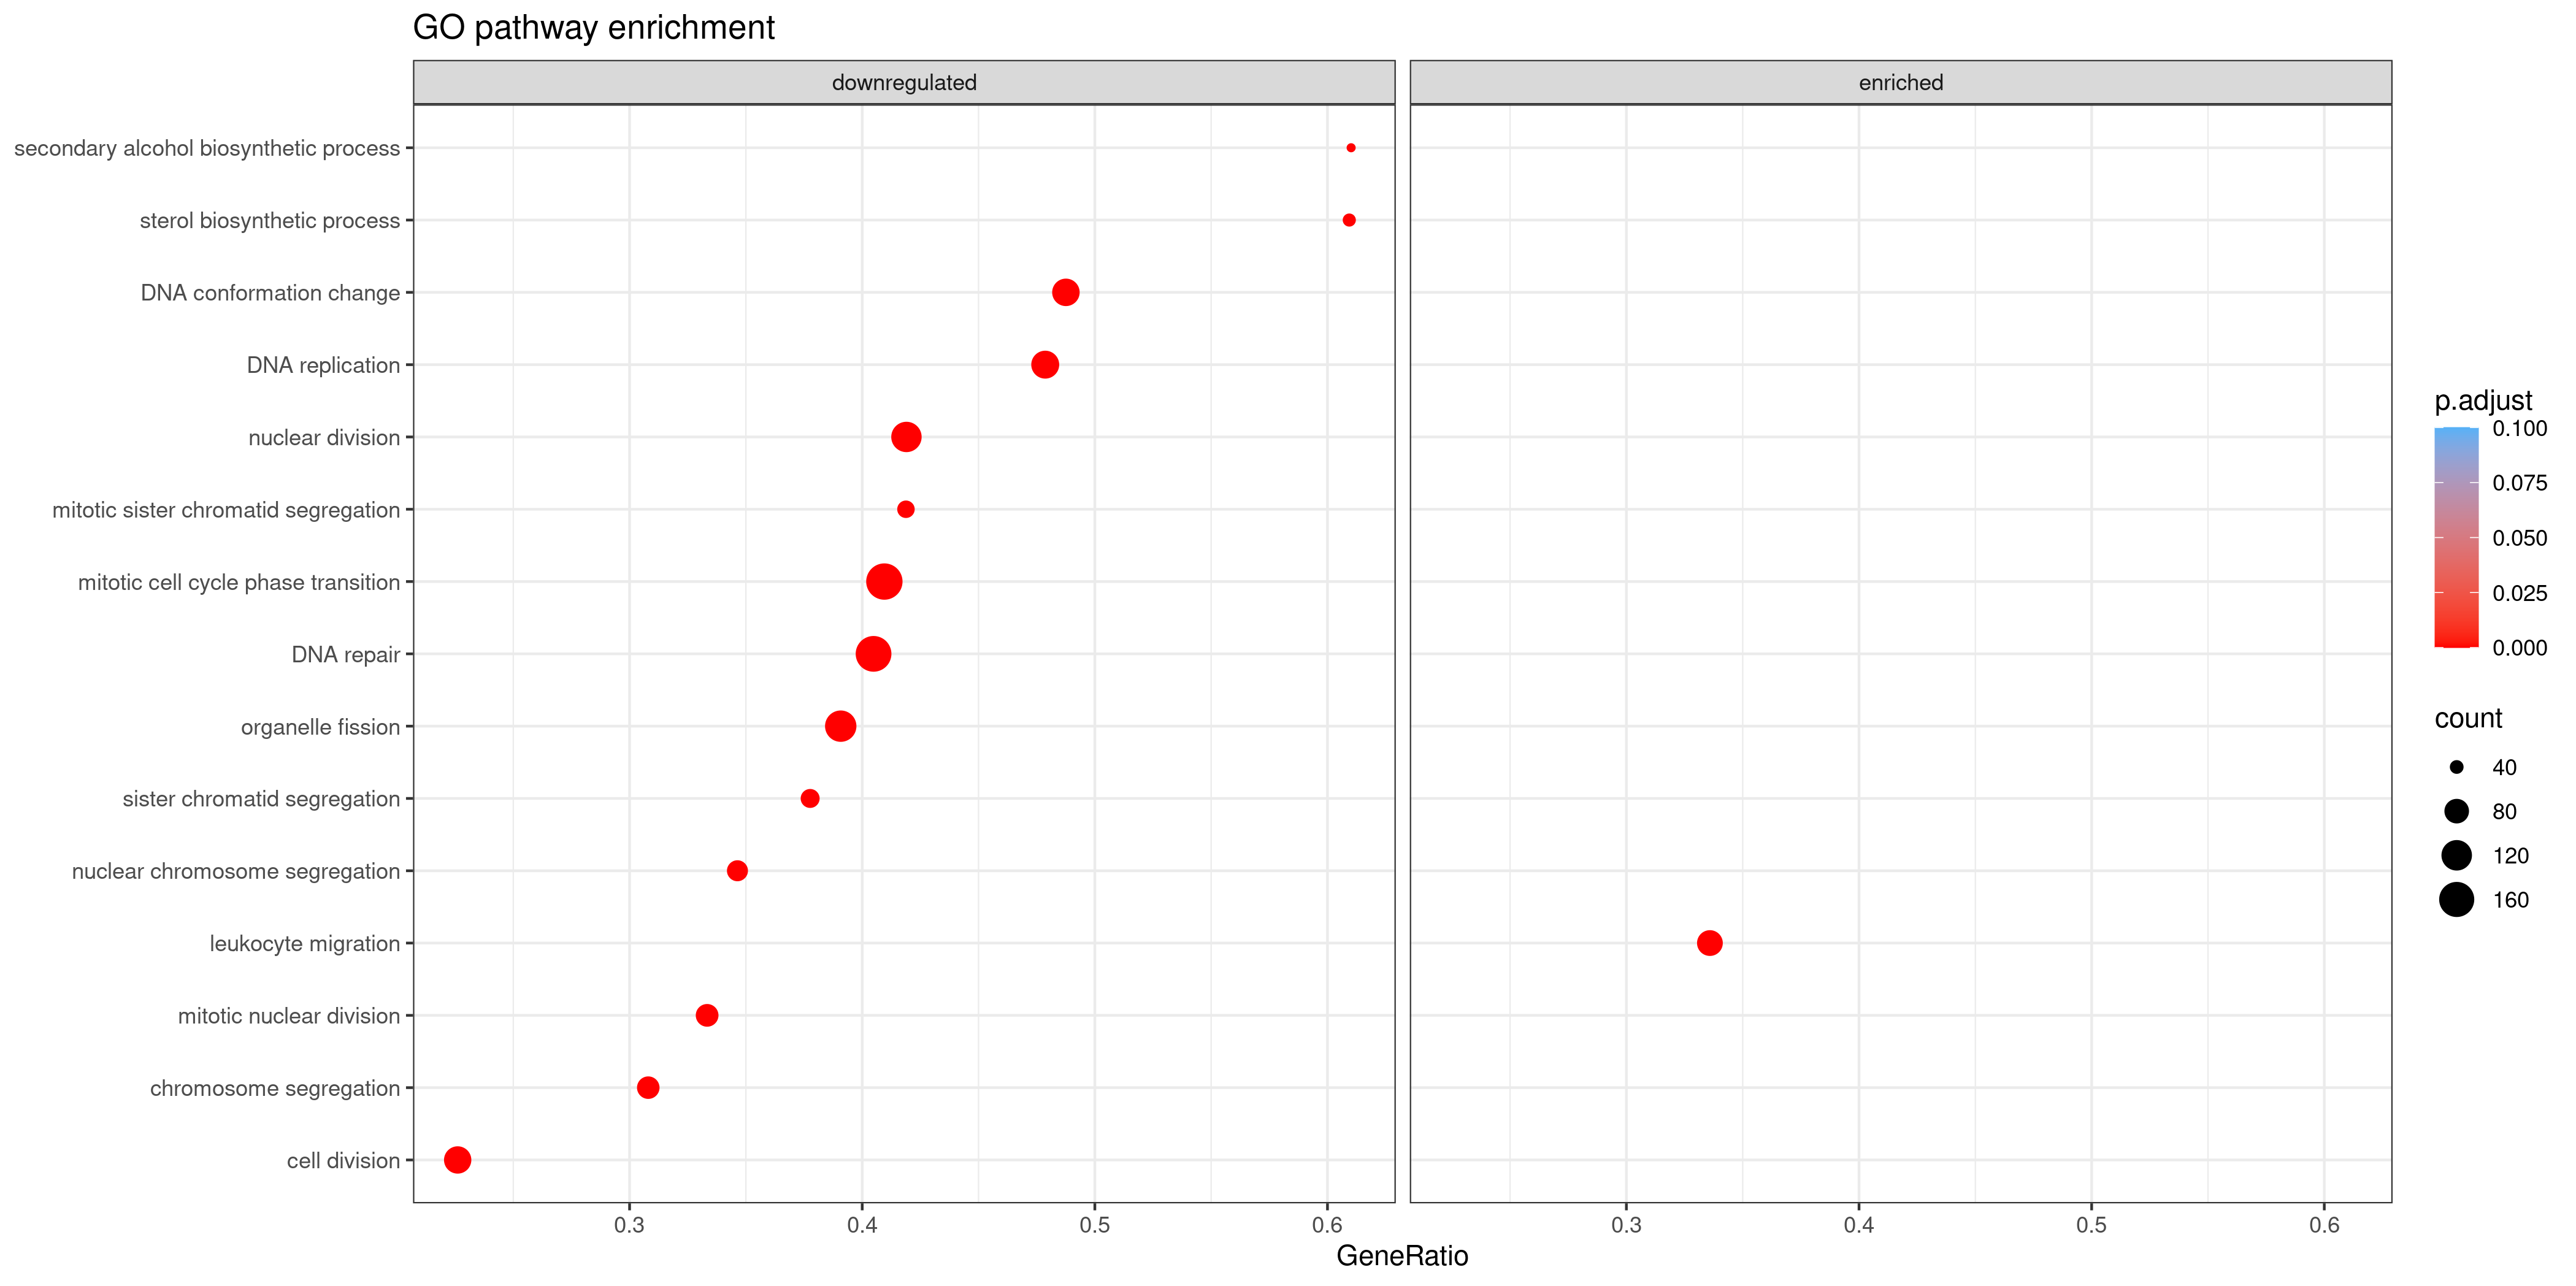 GO pathway enrichment
downregulated
enriched
secondary alcohol biosynthetic process
sterol biosynthetic process
DNA conformation change
DNA replication
nuclear division
mitotic sister chromatid segregation
mitotic cell cycle phase transition
DNA repair
organelle fission
sister chromatid segregation
nuclear chromosome segregation
leukocyte migration
mitotic nuclear division
chromosome segregation
cell division
0.3 0.4 0.5 0.6
0.3 0.4 0.5 0.6
GeneRatio
p.adjust
0.100
0.075
0.050
0.025
0.000
count
40
80
120
160